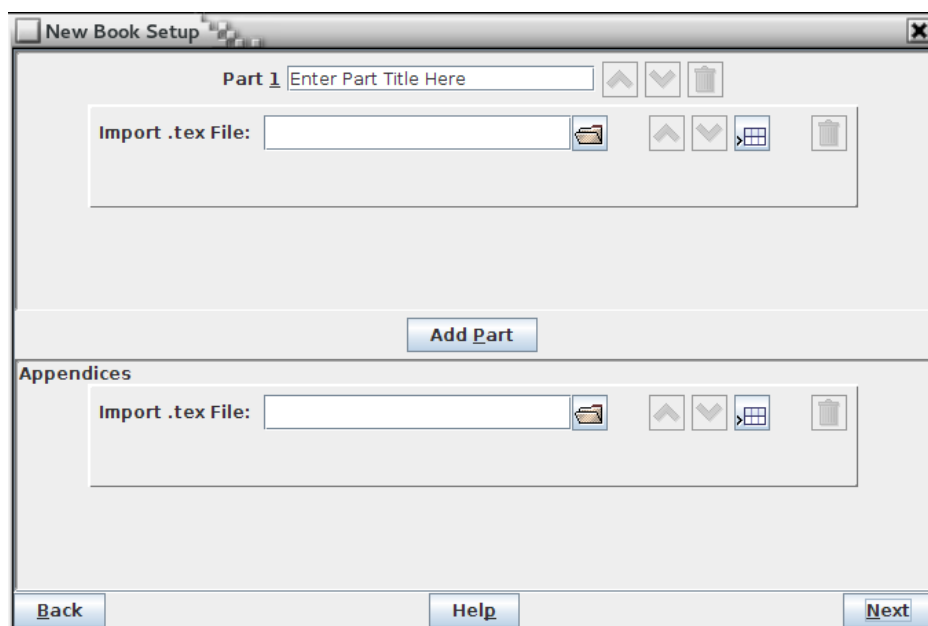 New Book Setup
Part 1 Enter Part Title Here
Import .tex File:
Add Part
Appendices
Import .tex File:
Back Help Next